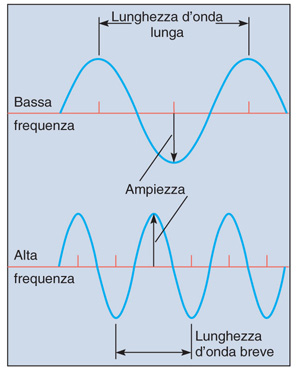 Lunghezza d'onda
lunga
Bassa
frequenza
Ampiezza
Alta
frequenza
Lunghezza
d'onda breve